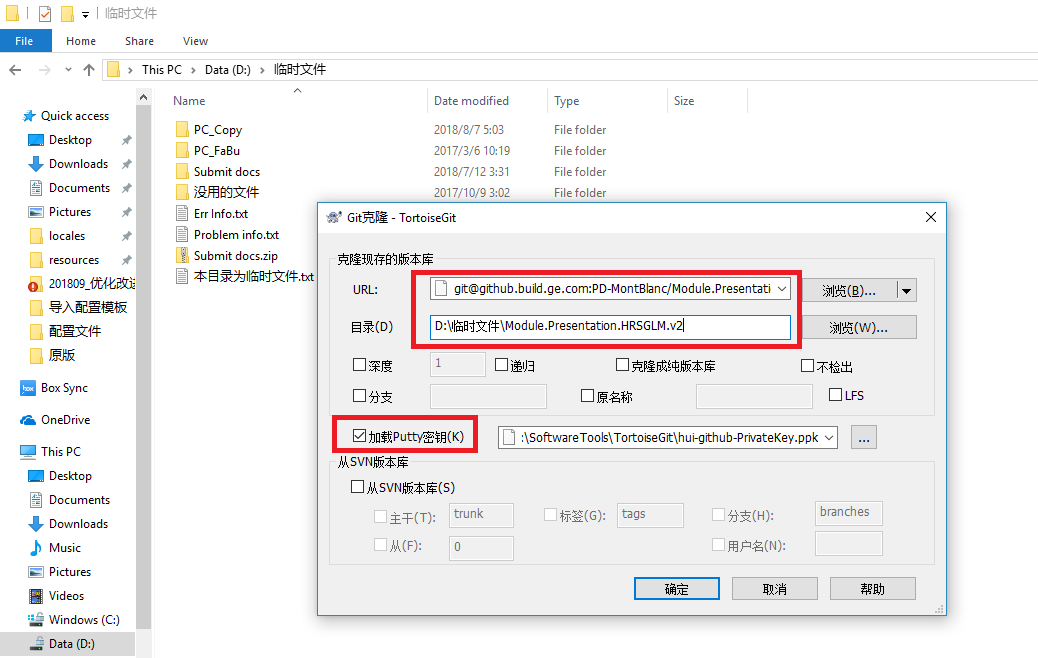 临时文件
File Home Share View
This PC Data (D:) 临时文件
Name Date modified Type Size
Quick access
Desktop
Downloads
Documents
Pictures
locales
resources
201809_优化改进
导入配置模板
配置文件
原版
Box Sync
OneDrive
This PC
Desktop
Documents
Downloads
Music
Pictures
Videos
Windows (C:)
Data (D:)
PC_Copy 2018/8/7 5:03 File folder
PC_FaBu 2017/3/6 10:19 File folder
Submit docs 2018/7/12 3:31 File folder
没用的文件 2017/10/9 3:02 File folder
Err Info.txt
Problem info.txt
Submit docs.zip
本目录为临时文件.txt
Git克隆 - TortoiseGit
克隆现存的版本库
URL: git@github.build.ge.com:PD-MontBlanc/Module.Presentati 浏览(B)...
目录(D) D:\临时文件\Module.Presentation.HRSGLM.v2 浏览(W)...
深度 1 递归 克隆成纯版本库 不检出
分支 原名称 LFS
加载Putty密钥(K) :\SoftwareTools\TortoiseGit\hui-github-PrivateKey.ppk ...
从SVN版本库
从SVN版本库(S)
主干(T): trunk 标签(G): tags 分支(H): branches
从(F): 0 用户名(N):
确定 取消 帮助